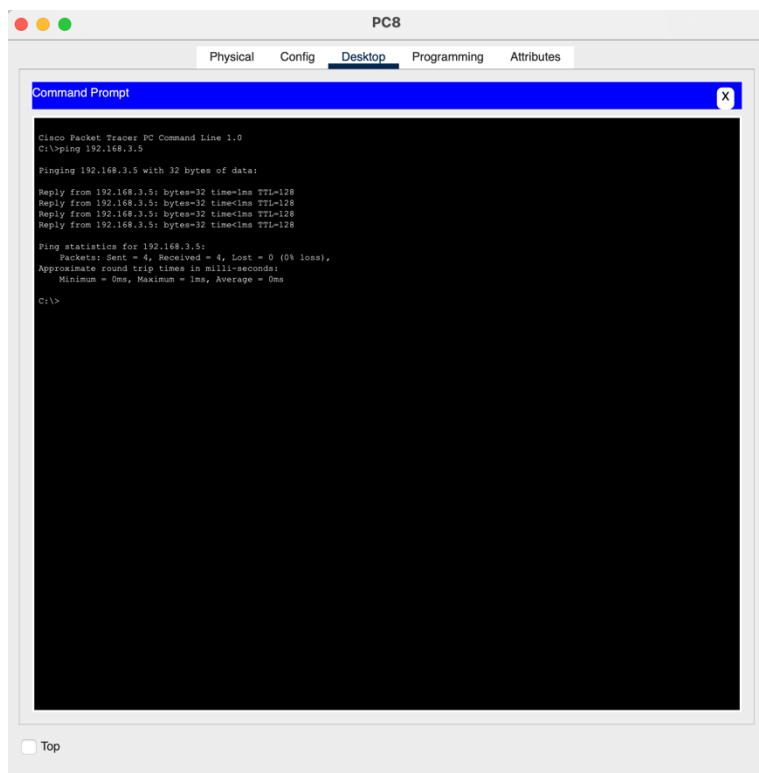 PC8
Physical Config Desktop Programming Attributes
Command Prompt
X
Cisco Packet Tracer PC Command Line 1.0
C:\>ping 192.168.3.5
Pinging 192.168.3.5 with 32 bytes of data:
Reply from 192.168.3.5: bytes=32 time=1ms TTL=128
Reply from 192.168.3.5: bytes=32 time<1ms TTL=128
Reply from 192.168.3.5: bytes=32 time<1ms TTL=128
Reply from 192.168.3.5: bytes=32 time<1ms TTL=128
Ping statistics for 192.168.3.5:
Packets: Sent = 4, Received = 4, Lost = 0 (0% loss),
Approximate round trip times in milli-seconds:
Minimum = 0ms, Maximum = 1ms, Average = 0ms
C:\>
Top